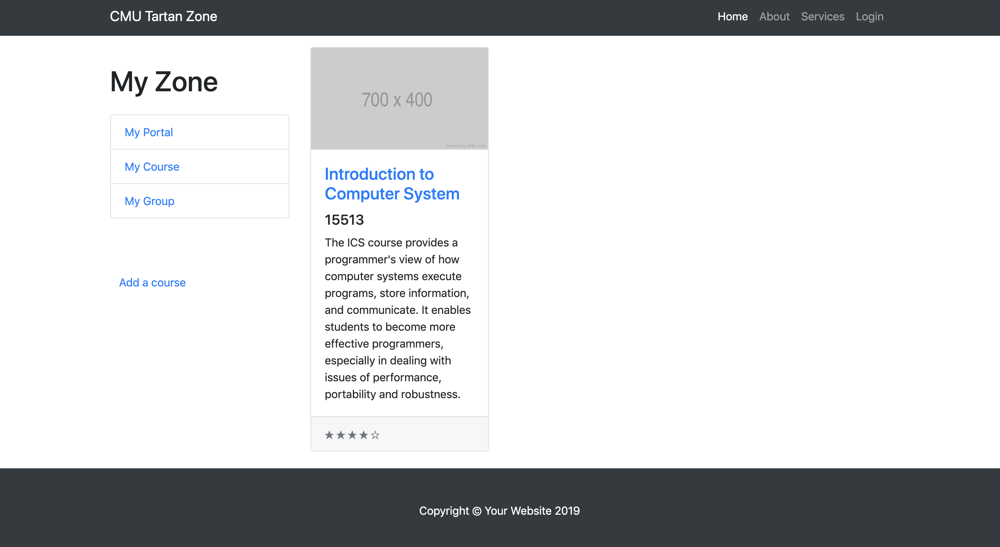 CMU Tartan Zone
Home About Services Login
My Zone
My Portal
My Course
My Group
Add a course
700 x 400
Powered by HTML.COM
Introduction to
Computer System
15513
The ICS course provides a
programmer's view of how
computer systems execute
programs, store information,
and communicate. It enables
students to become more
effective programmers,
especially in dealing with
issues of performance,
portability and robustness.
★ ★ ★ ★ ☆
Copyright © Your Website 2019